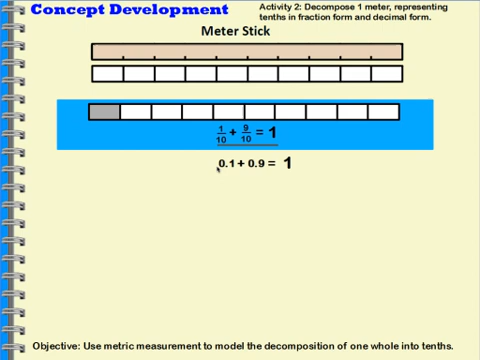 Concept Development
Activity 2: Decompose 1 meter, representing
tenths in fraction form and decimal form.
Meter Stick
1/10 + 9/10 = 1
0.1 + 0.9 = 1
Objective: Use metric measurement to model the decomposition of one whole into tenths.